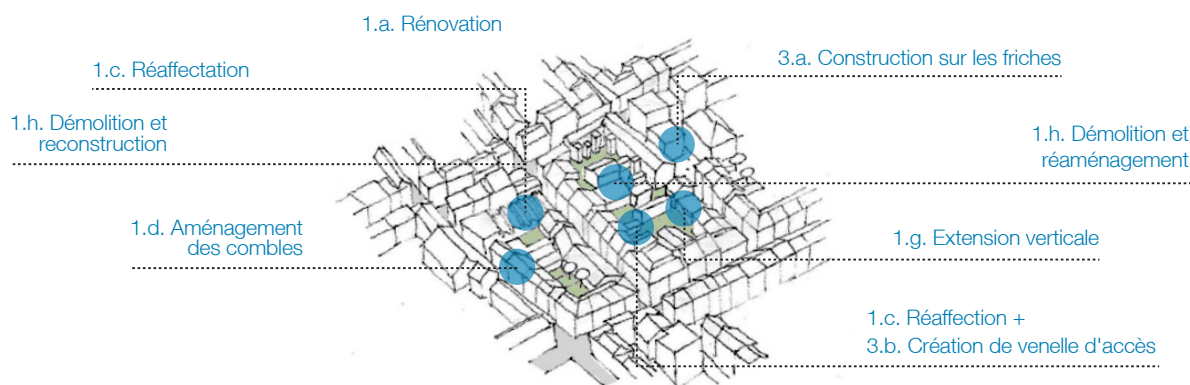 1.a. Rénovation
1.c. Réaffectation
3.a. Construction sur les friches
1.h. Démolition et
reconstruction
1.h. Démolition et
réaménagement
1.d. Aménagement
des combles
1.g. Extension verticale
1.c. Réaffection +
3.b. Création de venelle d'accès